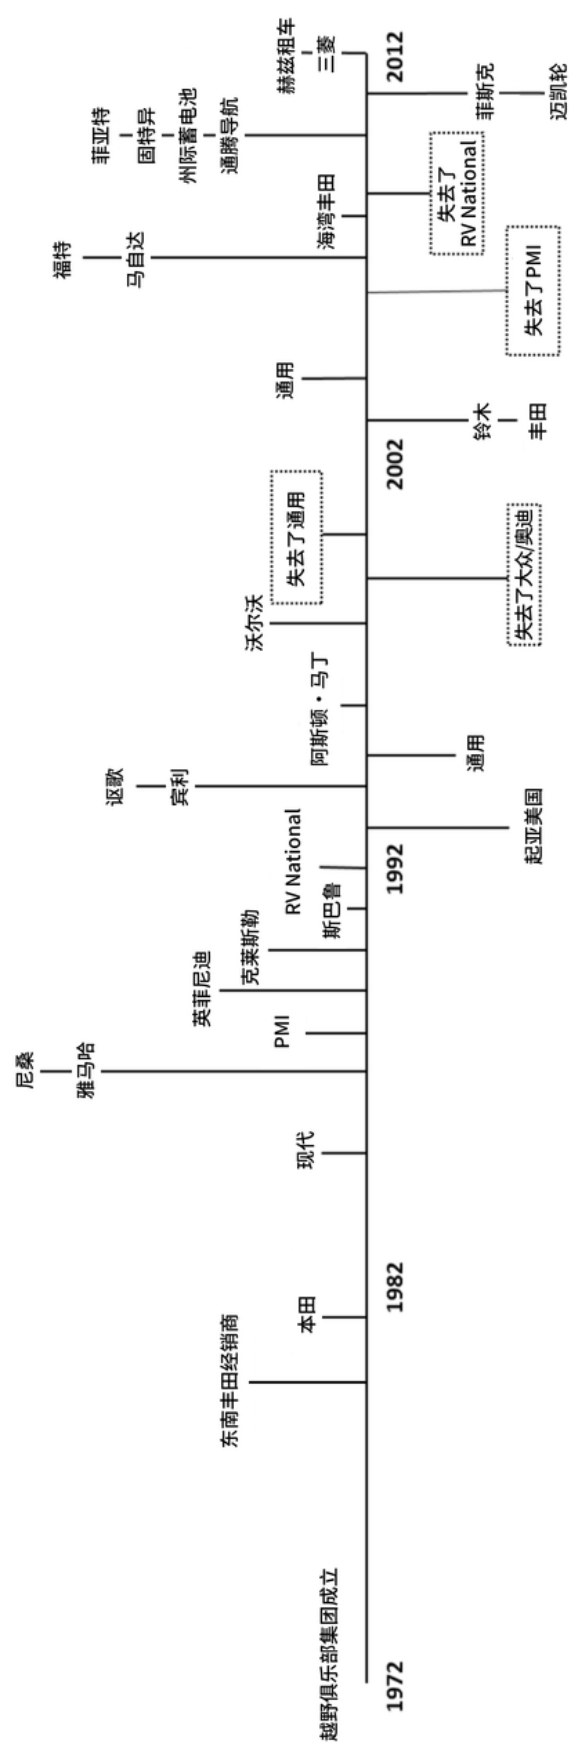 越野俱乐部集团成立
1972
东南丰田经销商
本田
1982
现代
尼桑
雅马哈
PMI
英菲尼迪
克莱斯勒
斯巴鲁
RV National
1992
起亚美国
讴歌
宾利
通用
阿斯顿·马丁
沃尔沃
失去了大众/奥迪
失去了通用
2002
铃木
丰田
通用
失去了PMI
福特
马自达
海湾丰田
失去了
RV National
菲亚特
固特异
州际蓄电池
通腾导航
菲斯克
迈凯轮
赫兹租车
三菱
2012